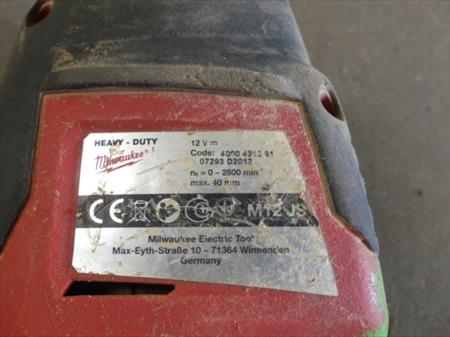 HEAVY - DUTY
Milwaukee
12 V
Code: 4000 4312 91
07293 D2012
n₀ = 0 – 2800 min
max. 40 mm
CE
M12 JS
Milwaukee Electric Tool
Max-Eyth-Straße 10 – 71364 Winnenden
Germany